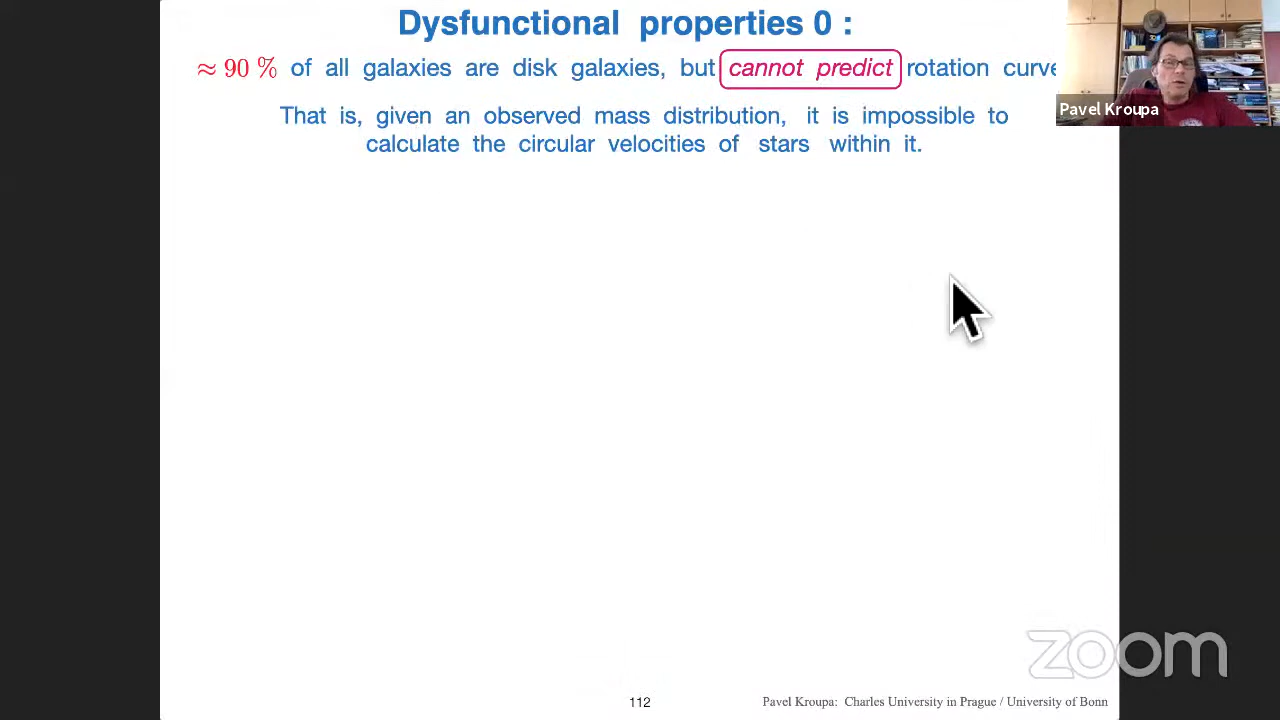 Dysfunctional properties 0 :
≈ 90 % of all galaxies are disk galaxies, but cannot predict rotation curve
Pavel Kroupa
That is, given an observed mass distribution, it is impossible to
calculate the circular velocities of stars within it.
zoom
112
Pavel Kroupa: Charles University in Prague / University of Bonn